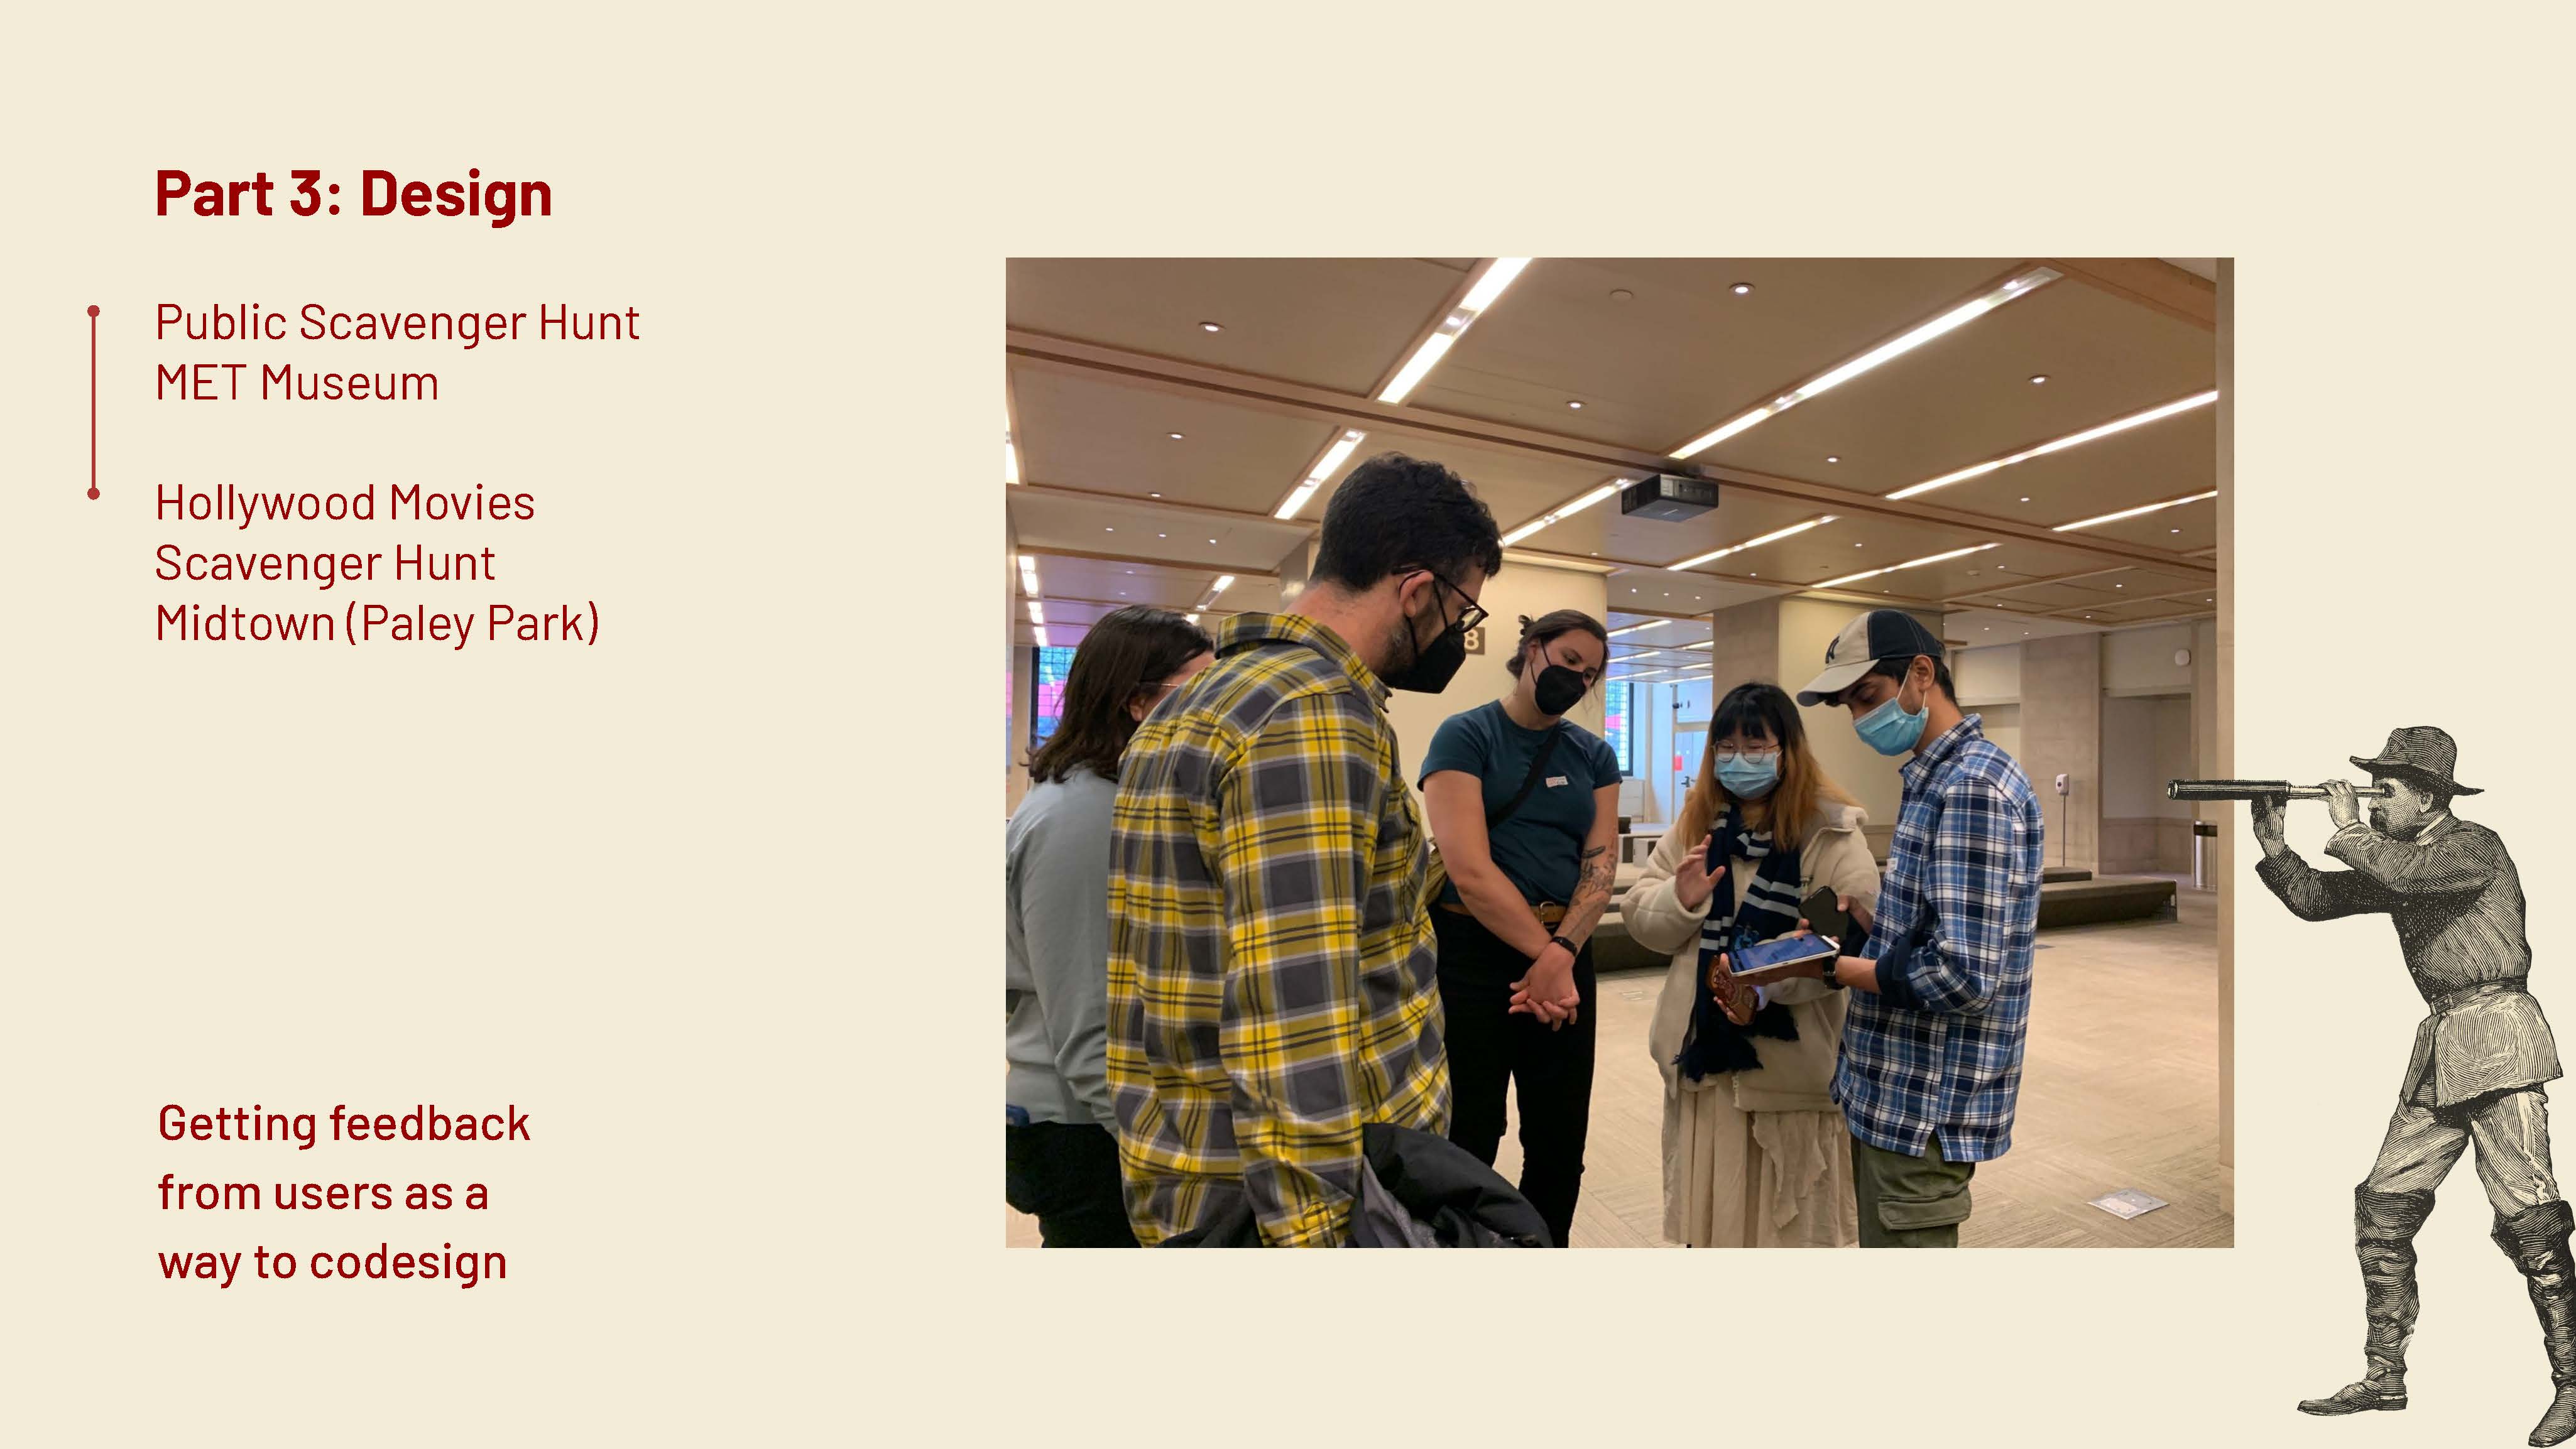 Part 3: Design
Public Scavenger Hunt
MET Museum
Hollywood Movies
Scavenger Hunt
Midtown (Paley Park)
Getting feedback
from users as a
way to codesign
8